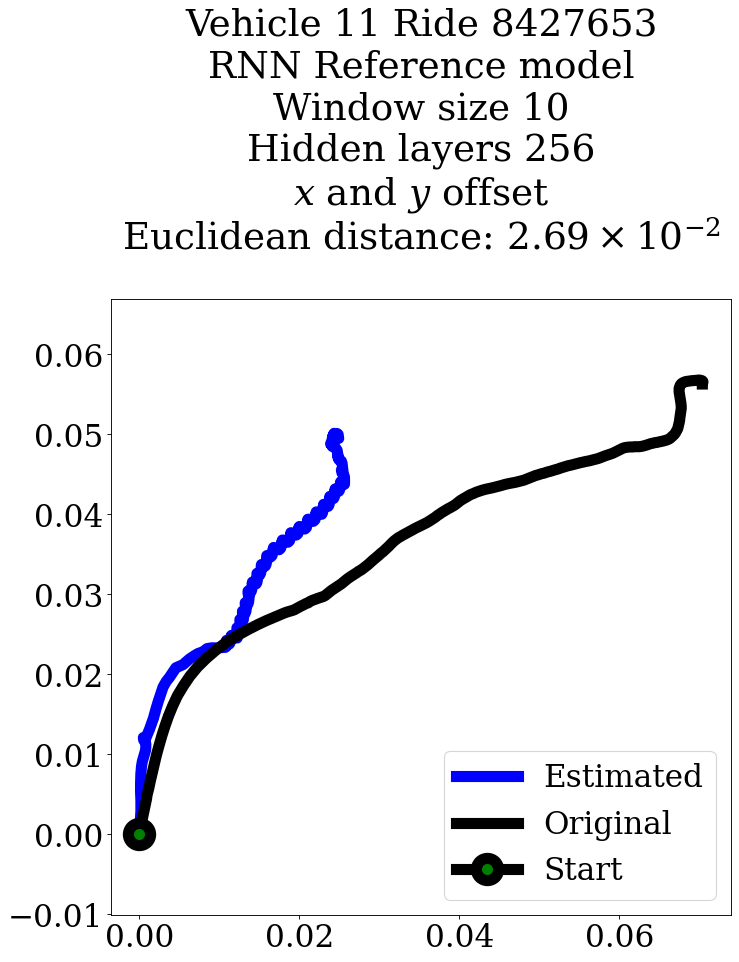 Vehicle 11 Ride 8427653
RNN Reference model
Window size 10
Hidden layers 256
x and y offset
Euclidean distance: 2.69 × 10⁻²
0.06
0.05
0.04
0.03
0.02
0.01
0.00
−0.01
0.00 0.02 0.04 0.06
Estimated
Original
Start